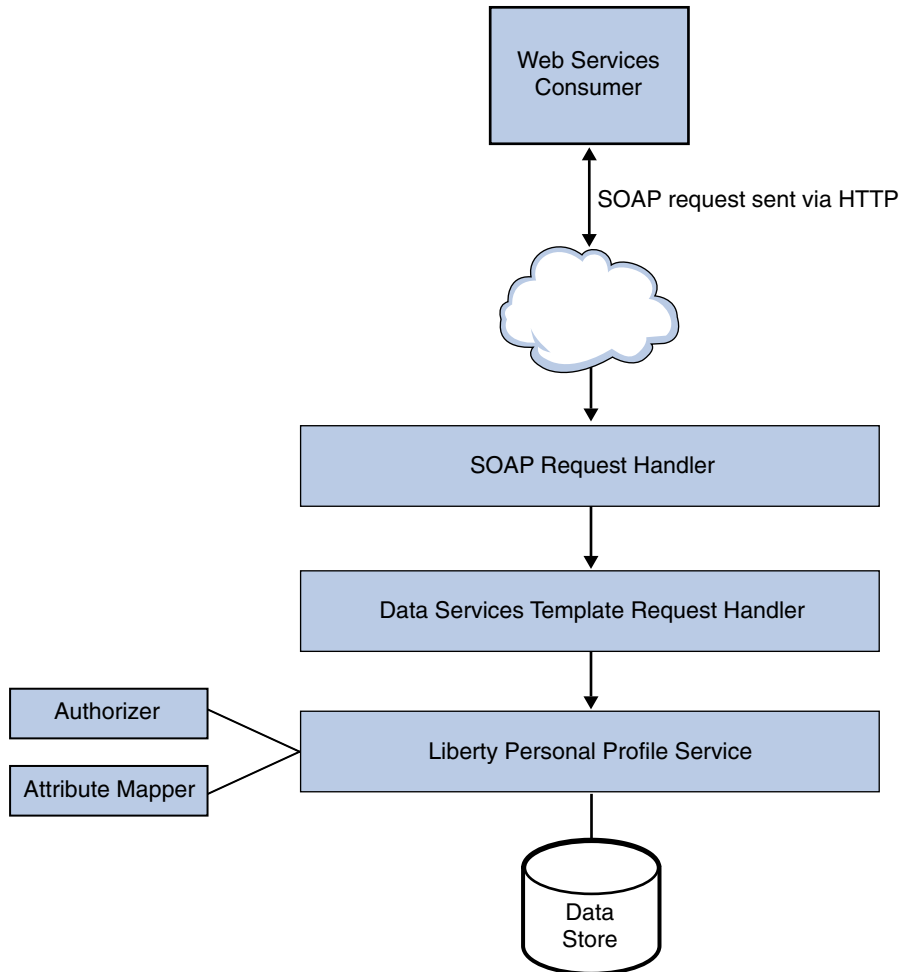 Web Services
Consumer
SOAP request sent via HTTP
SOAP Request Handler
Data Services Template Request Handler
Authorizer
Liberty Personal Profile Service
Attribute Mapper
Data
Store